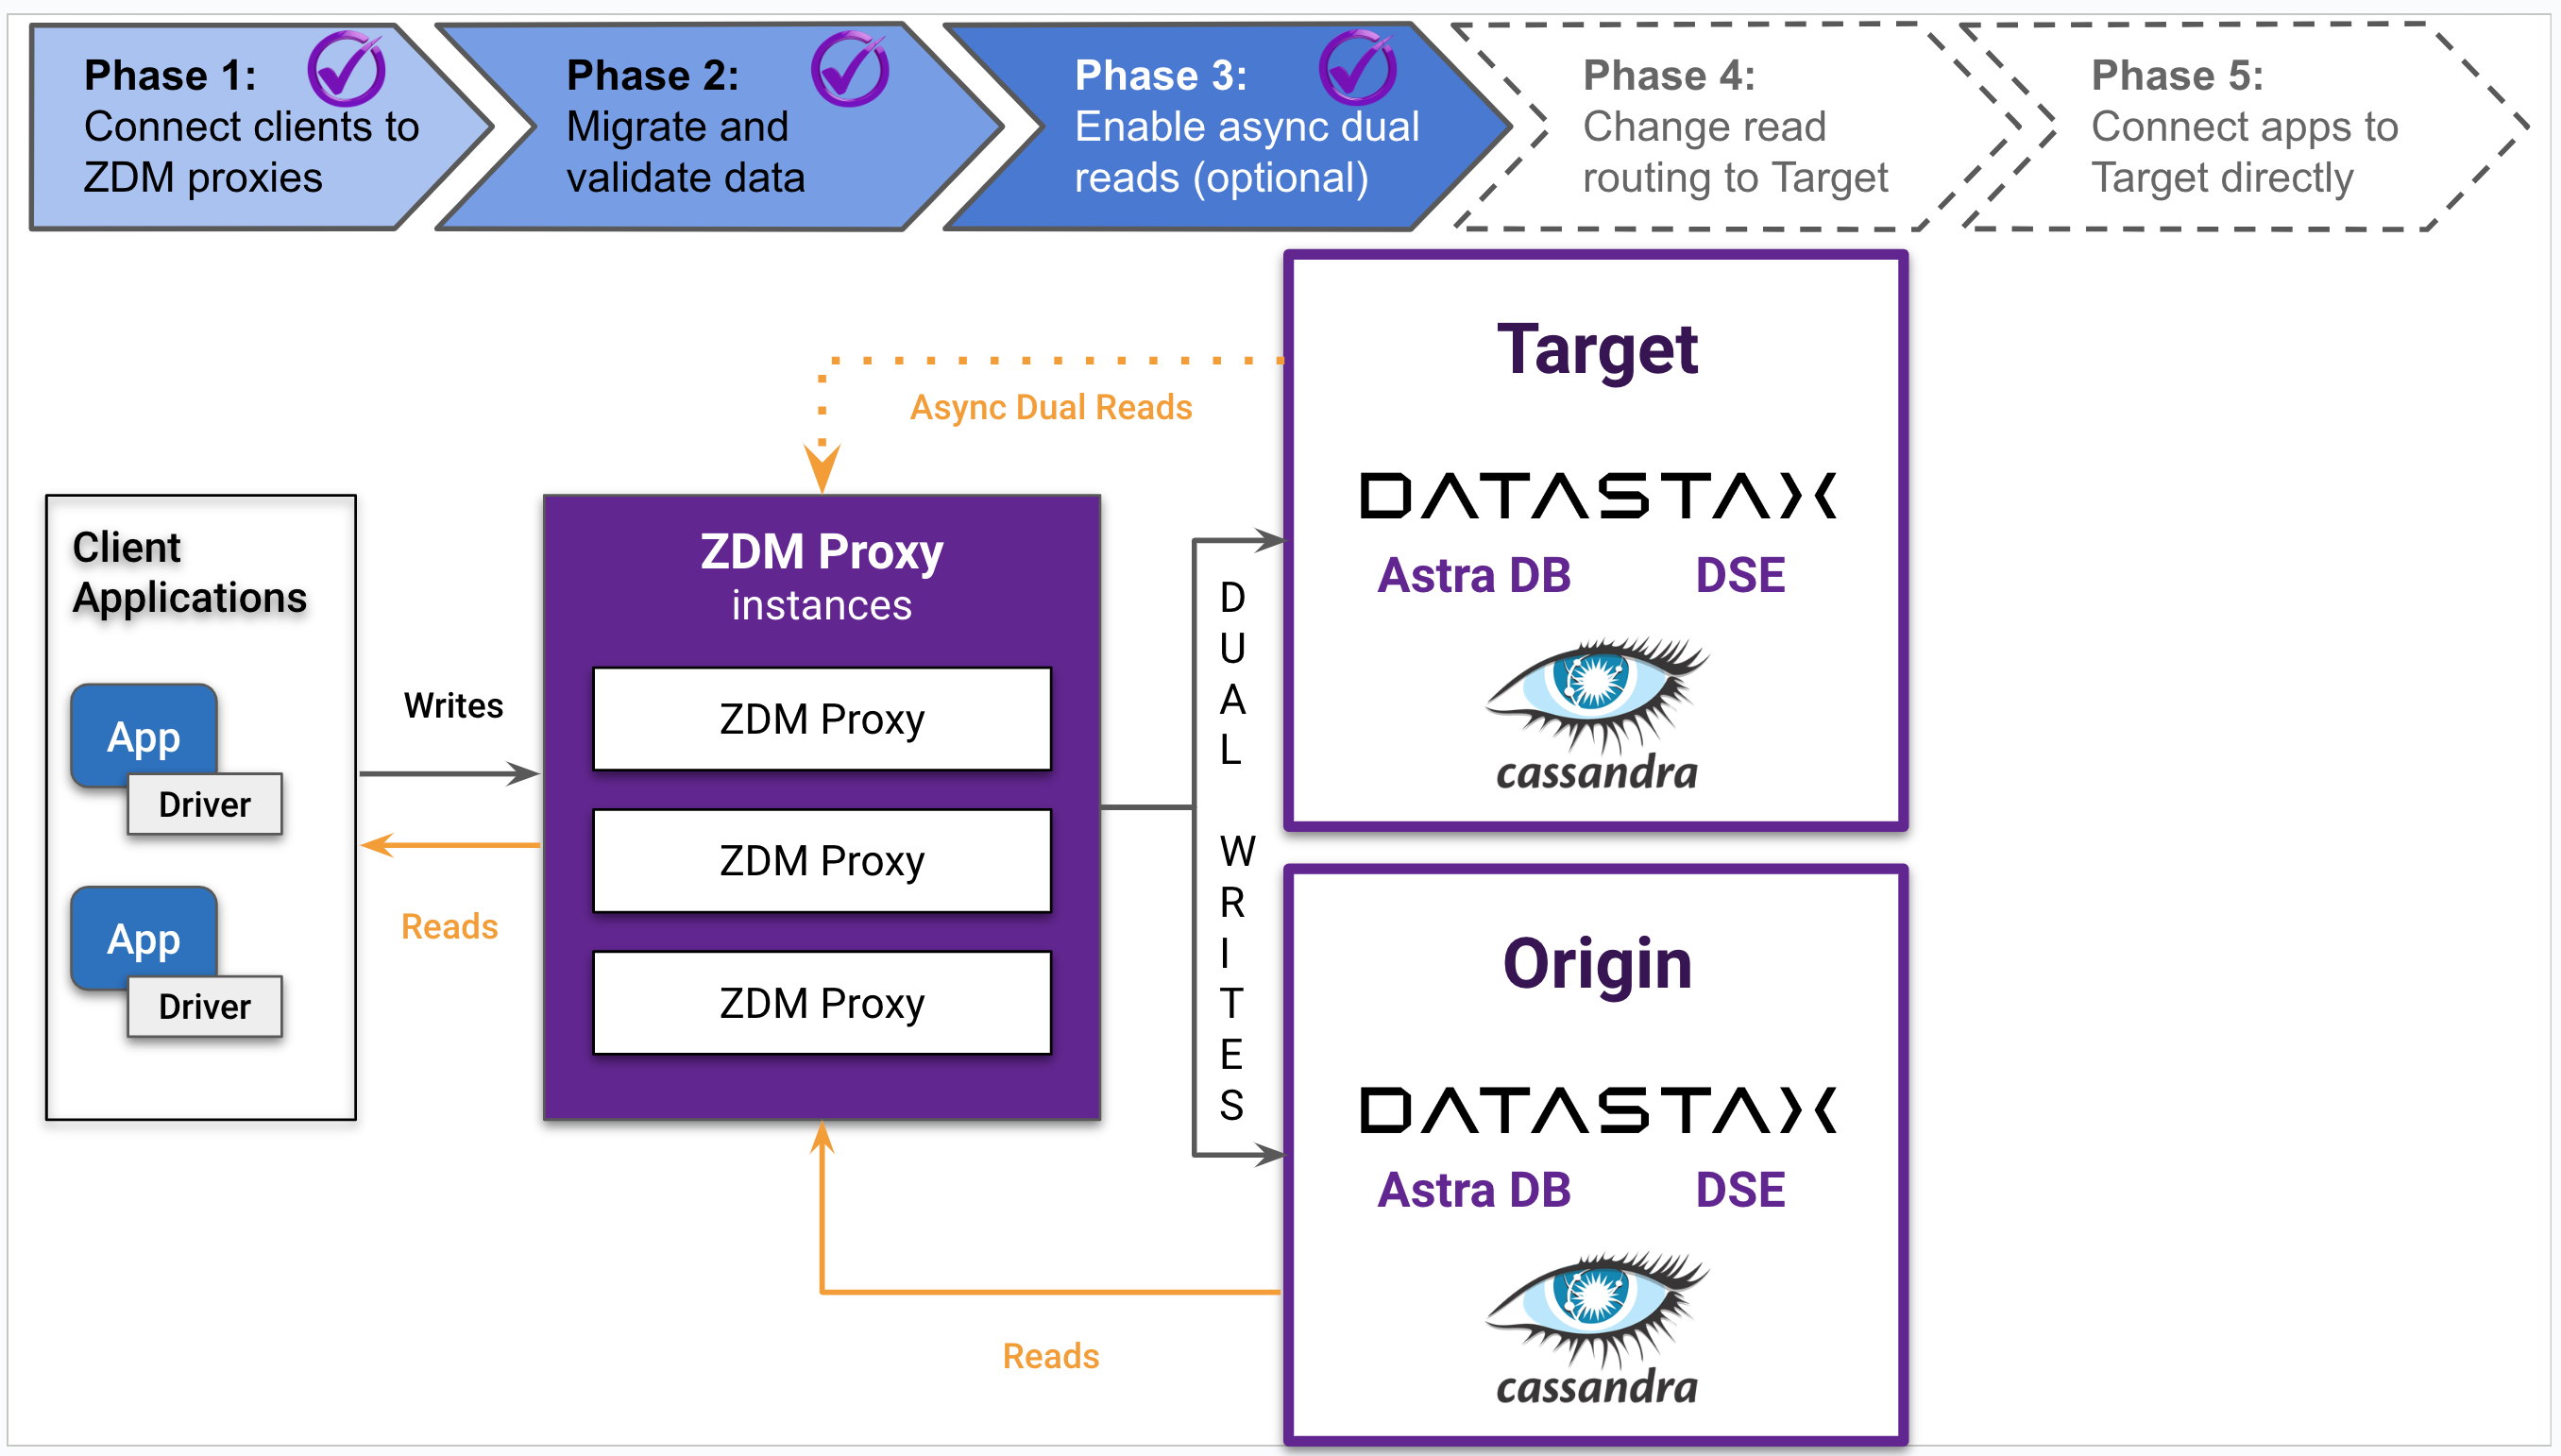 Phase 1:
Connect clients to
ZDM proxies
Phase 2:
Migrate and
validate data
Phase 3:
Enable async dual
reads (optional)
Phase 4:
Change read
routing to Target
Phase 5:
Connect apps to
Target directly
Client
Applications
App
Driver
App
Driver
Writes
Reads
ZDM Proxy
instances
ZDM Proxy
ZDM Proxy
ZDM Proxy
Async Dual Reads
Reads
DUAL WRITES
Target
DATASTAX
Astra DB DSE
cassandra
Origin
DATASTAX
Astra DB DSE
cassandra